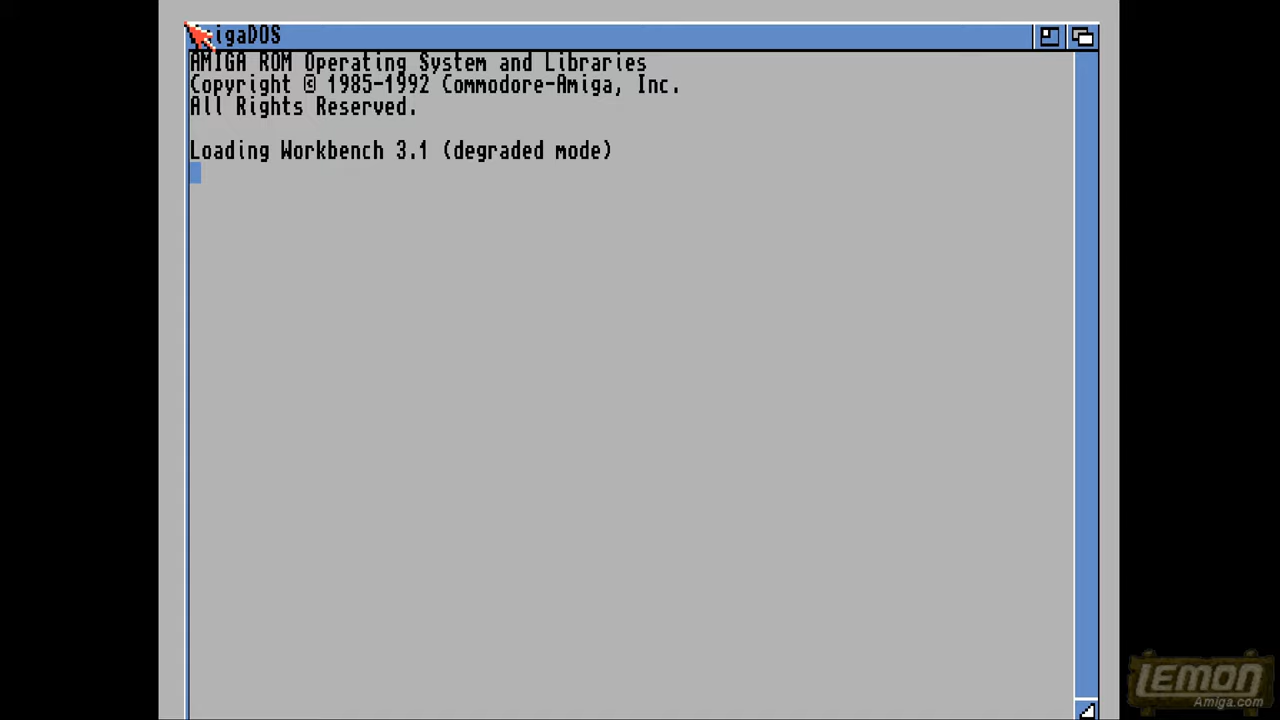 AmigaDOS
AMIGA ROM Operating System and Libraries
Copyright © 1985-1992 Commodore-Amiga, Inc.
All Rights Reserved.
Loading Workbench 3.1 (degraded mode)
LEMON
Amiga.com